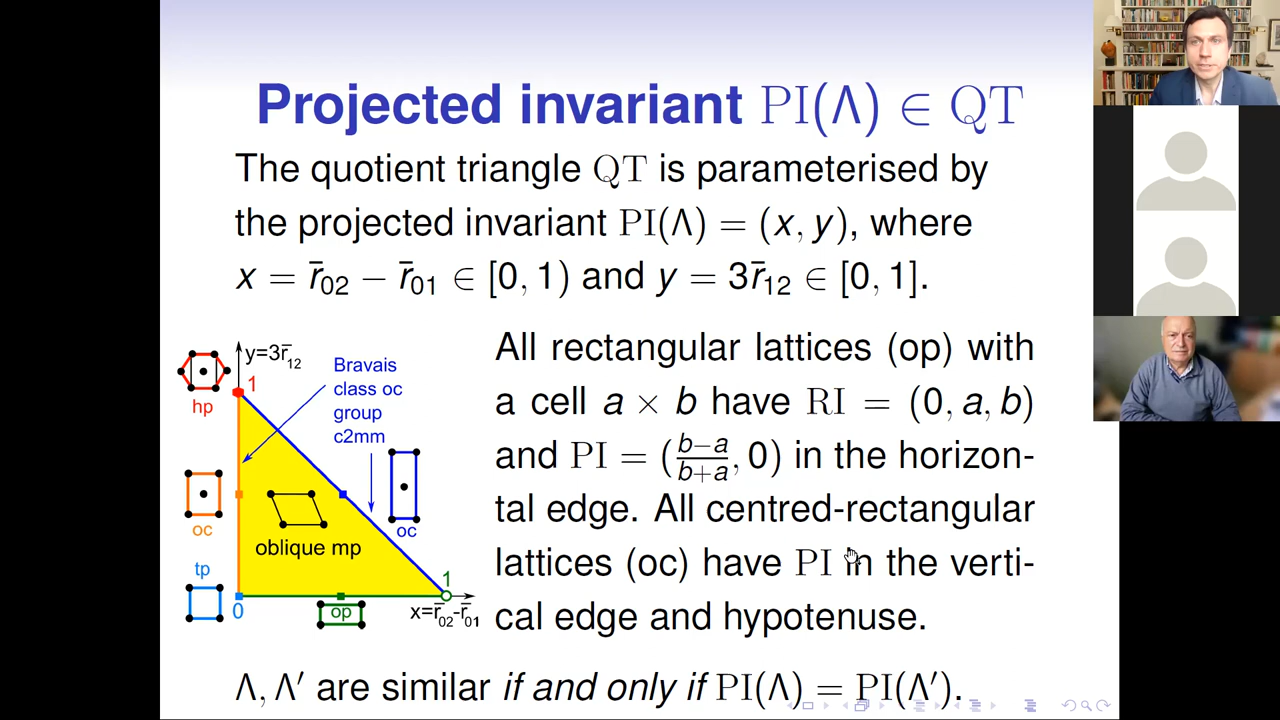 Projected invariant PI(Λ) ∈ QT
The quotient triangle QT is parameterised by
the projected invariant PI(Λ) = (x, y), where
x = r̄₀₂ − r̄₀₁ ∈ [0, 1) and y = 3r̄₁₂ ∈ [0, 1].
All rectangular lattices (op) with
a cell a × b have RI = (0, a, b)
and PI = (b−a/b+a, 0) in the horizon-
tal edge. All centred-rectangular
lattices (oc) have PI in the verti-
cal edge and hypotenuse.
y=3r̄₁₂
1
hp
Bravais
class oc
group
c2mm
oc
oc
oblique mp
tp
0
op
1
x=r̄₀₂-r̄₀₁
Λ, Λ′ are similar if and only if PI(Λ) = PI(Λ′).